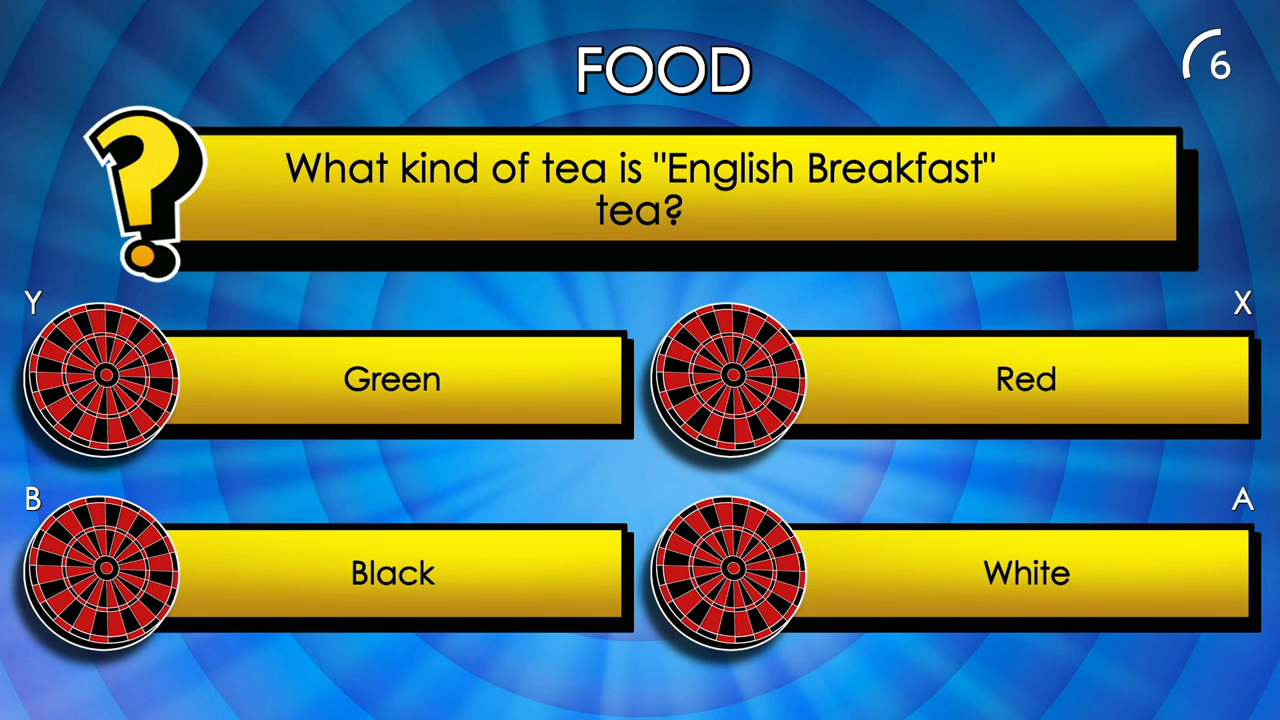 FOOD
6
What kind of tea is "English Breakfast"
tea?
Y
X
Green
Red
B
A
Black
White